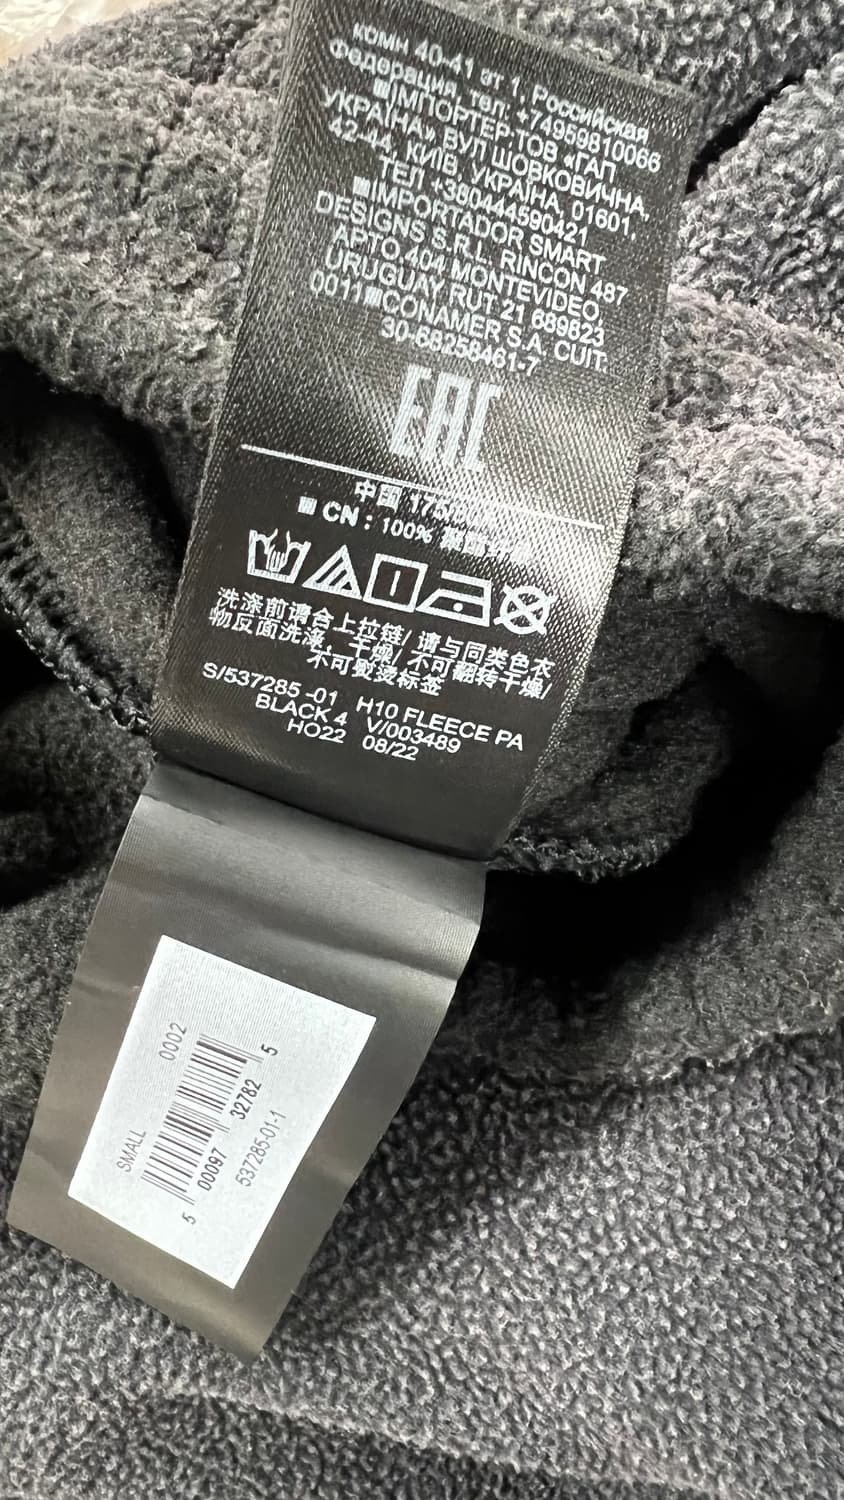 комн 40-41 эт 1, Российская
Федерация, тел: +74959810066
ІМПОРТЕР-ТОВ «ГАП
УКРАЇНА» ВУЛ ШОВКОВИЧНА,
42-44, КИЇВ, УКРАЇНА, 01601,
ТЕЛ +380444590421
IMPORTADOR SMART
DESIGNS S.R.L. RINCON 487
APTO 404 MONTEVIDEO,
URUGUAY RUT 21 689823
0011 CONAMER S.A. CUIT:
30-68258461-7
EAC
中国
CN : 100%
洗涤前请合上拉链/ 请与同类色衣
物反面洗涤、干燥/ 不可翻转干燥/
不可熨烫标签
S/537285 -01 H10 FLEECE PA
BLACK 4 V/003489
HO22 08/22
SMALL 0002
5 00097 32782 5
537285-01-1